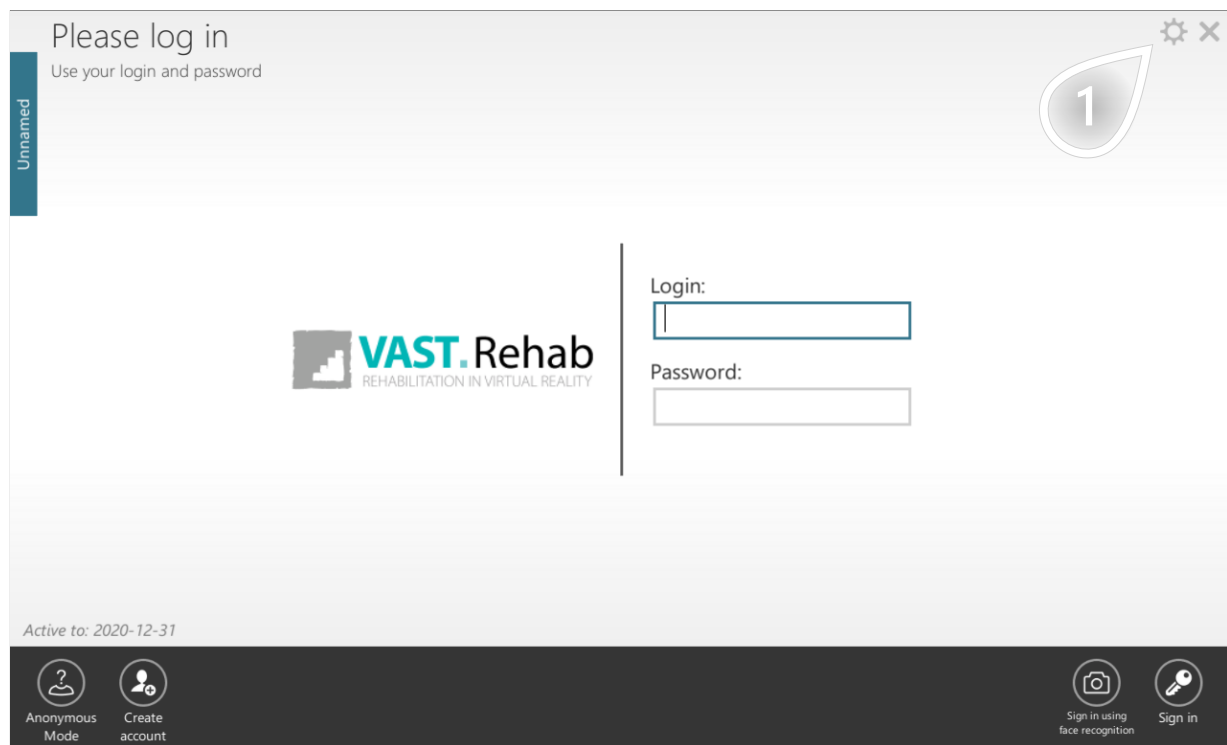 Please log in
Use your login and password
Unnamed
1
Login:
VAST.Rehab
REHABILITATION IN VIRTUAL REALITY
Password:
Active to: 2020-12-31
Anonymous
Mode
Create
account
Sign in using
face recognition
Sign in